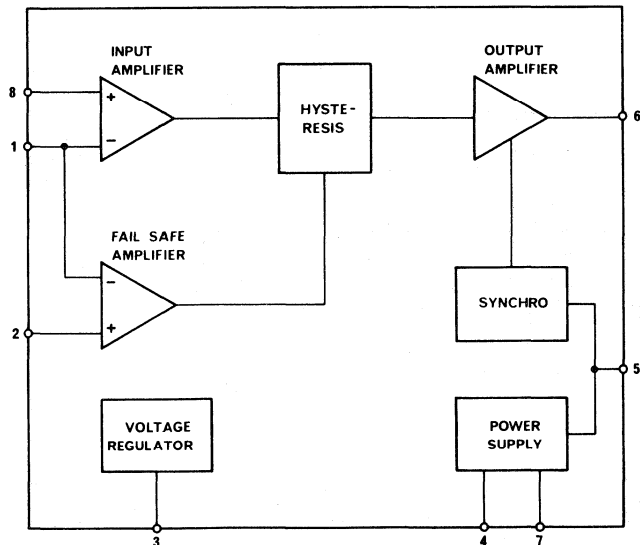 INPUT
AMPLIFIER
OUTPUT
AMPLIFIER
8
+
HYSTE-
RESIS
6
1
−
FAIL SAFE
AMPLIFIER
−
SYNCHRO
2
+
5
VOLTAGE
REGULATOR
POWER
SUPPLY
3
4
7